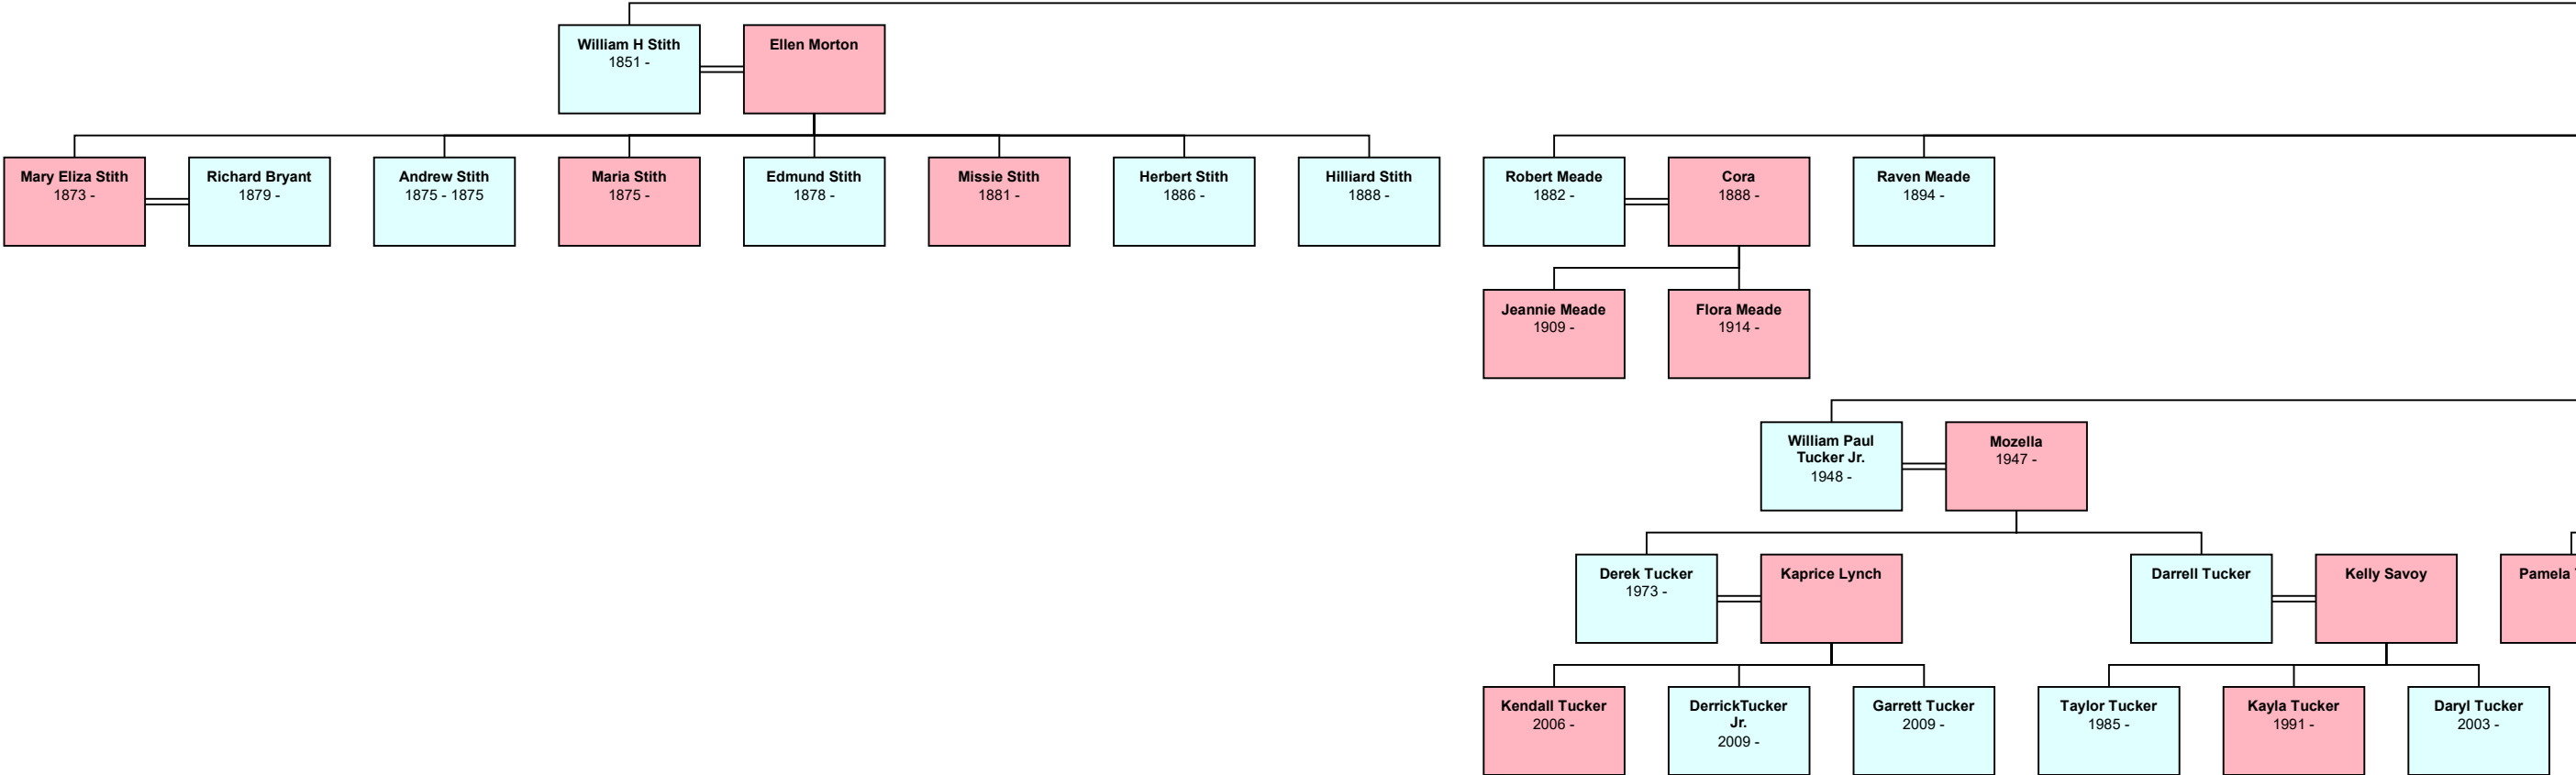 William H Stith
1851 -
Ellen Morton
Mary Eliza Stith
1873 -
Richard Bryant
1879 -
Andrew Stith
1875 - 1875
Maria Stith
1875 -
Edmund Stith
1878 -
Missie Stith
1881 -
Herbert Stith
1886 -
Hilliard Stith
1888 -
Robert Meade
1882 -
Cora
1888 -
Raven Meade
1894 -
Jeannie Meade
1909 -
Flora Meade
1914 -
William Paul
Tucker Jr.
1948 -
Mozella
1947 -
Derek Tucker
1973 -
Kaprice Lynch
Darrell Tucker
Kelly Savoy
Pamela
Kendall Tucker
2006 -
DerrickTucker
Jr.
2009 -
Garrett Tucker
2009 -
Taylor Tucker
1985 -
Kayla Tucker
1991 -
Daryl Tucker
2003 -